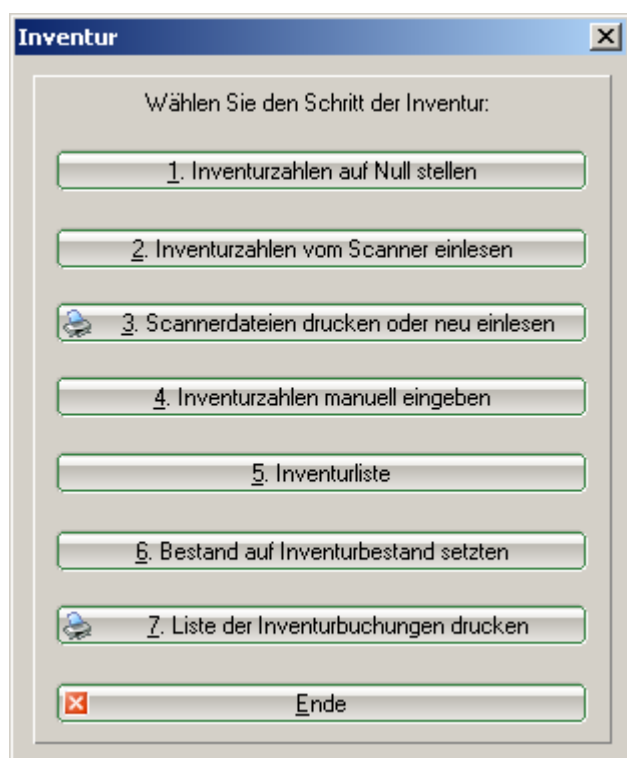 Inventur
Wählen Sie den Schritt der Inventur:
1. Inventurzahlen auf Null stellen
2. Inventurzahlen vom Scanner einlesen
3. Scannerdateien drucken oder neu einlesen
4. Inventurzahlen manuell eingeben
5. Inventurliste
6. Bestand auf Inventurbestand setzten
7. Liste der Inventurbuchungen drucken
Ende